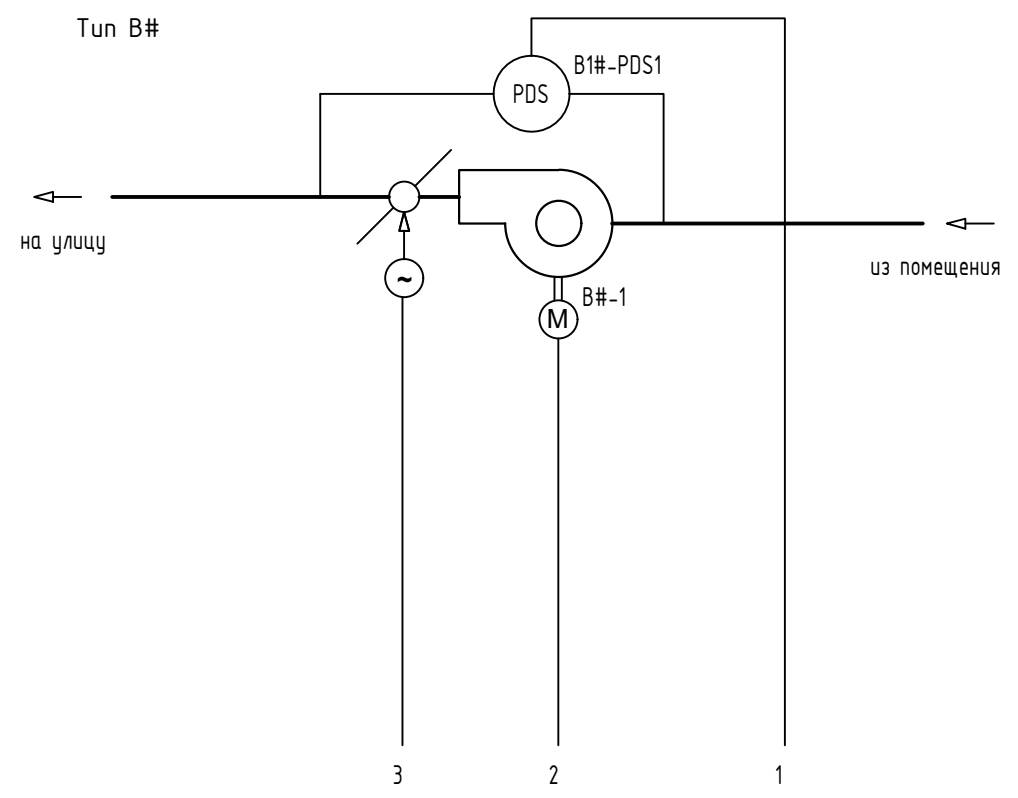 Тип В#
В1#-PDS1
PDS
на улицу
из помещения
~
В#-1
М
3
2
1